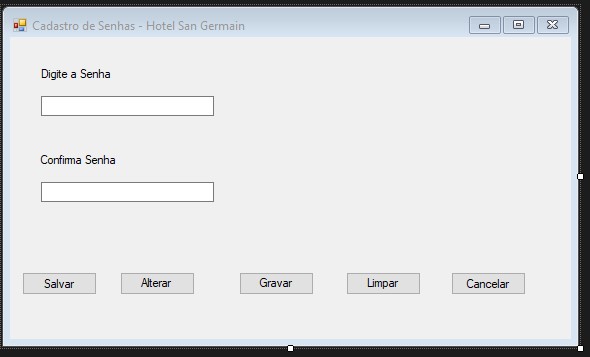 Cadastro de Senhas - Hotel San Germain
Digite a Senha
Confirma Senha
Salvar Alterar Gravar Limpar Cancelar